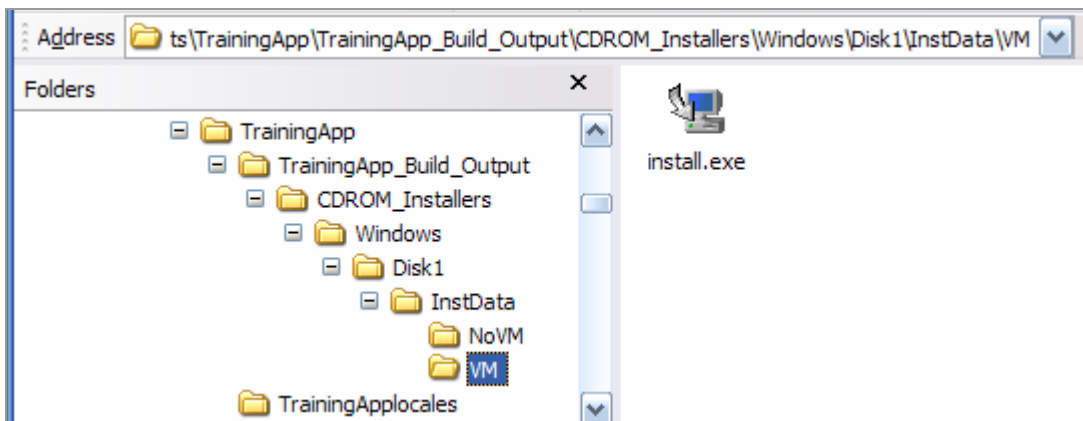 Address ts\TrainingApp\TrainingApp_Build_Output\CDROM_Installers\Windows\Disk1\InstData\VM
Folders
TrainingApp
TrainingApp_Build_Output
CDROM_Installers
Windows
Disk1
InstData
NoVM
VM
TrainingApplocales
install.exe